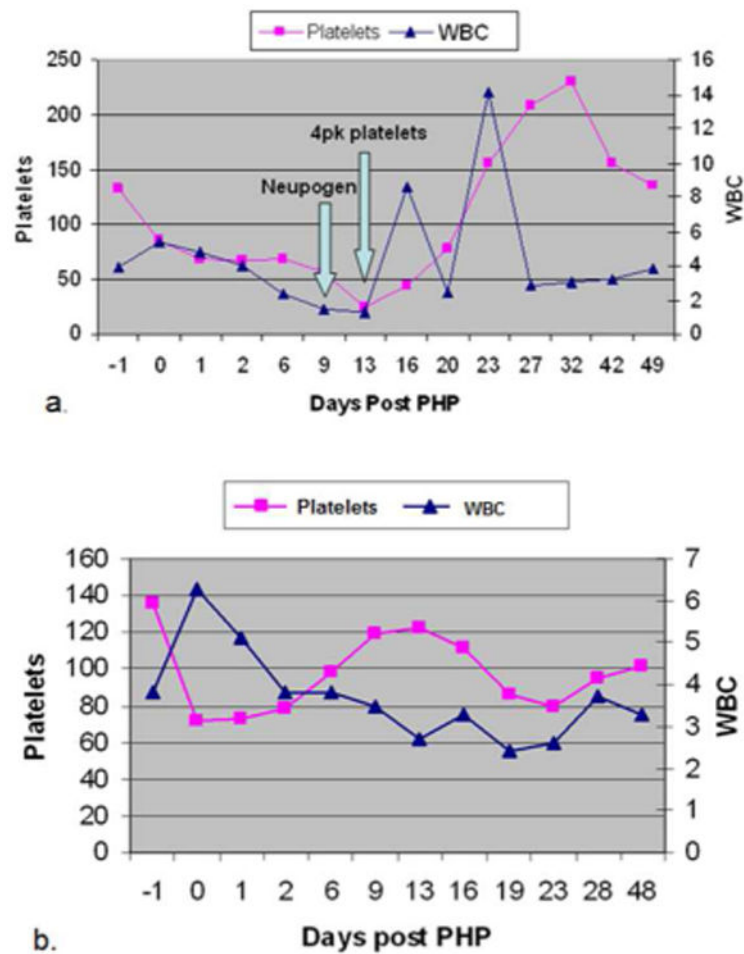 Platelets WBC
250 16
200 14
150 12
100 10
50 8
0 6
4
2
0
Platelets
WBC
4pk platelets
Neupogen
-1 0 1 2 6 9 13 16 20 23 27 32 42 49
Days Post PHP
a.
Platelets WBC
160 7
140 6
120 5
100 4
80 3
60 2
40 1
20 0
0
Platelets
WBC
-1 0 1 2 6 9 13 16 19 23 28 48
Days post PHP
b.